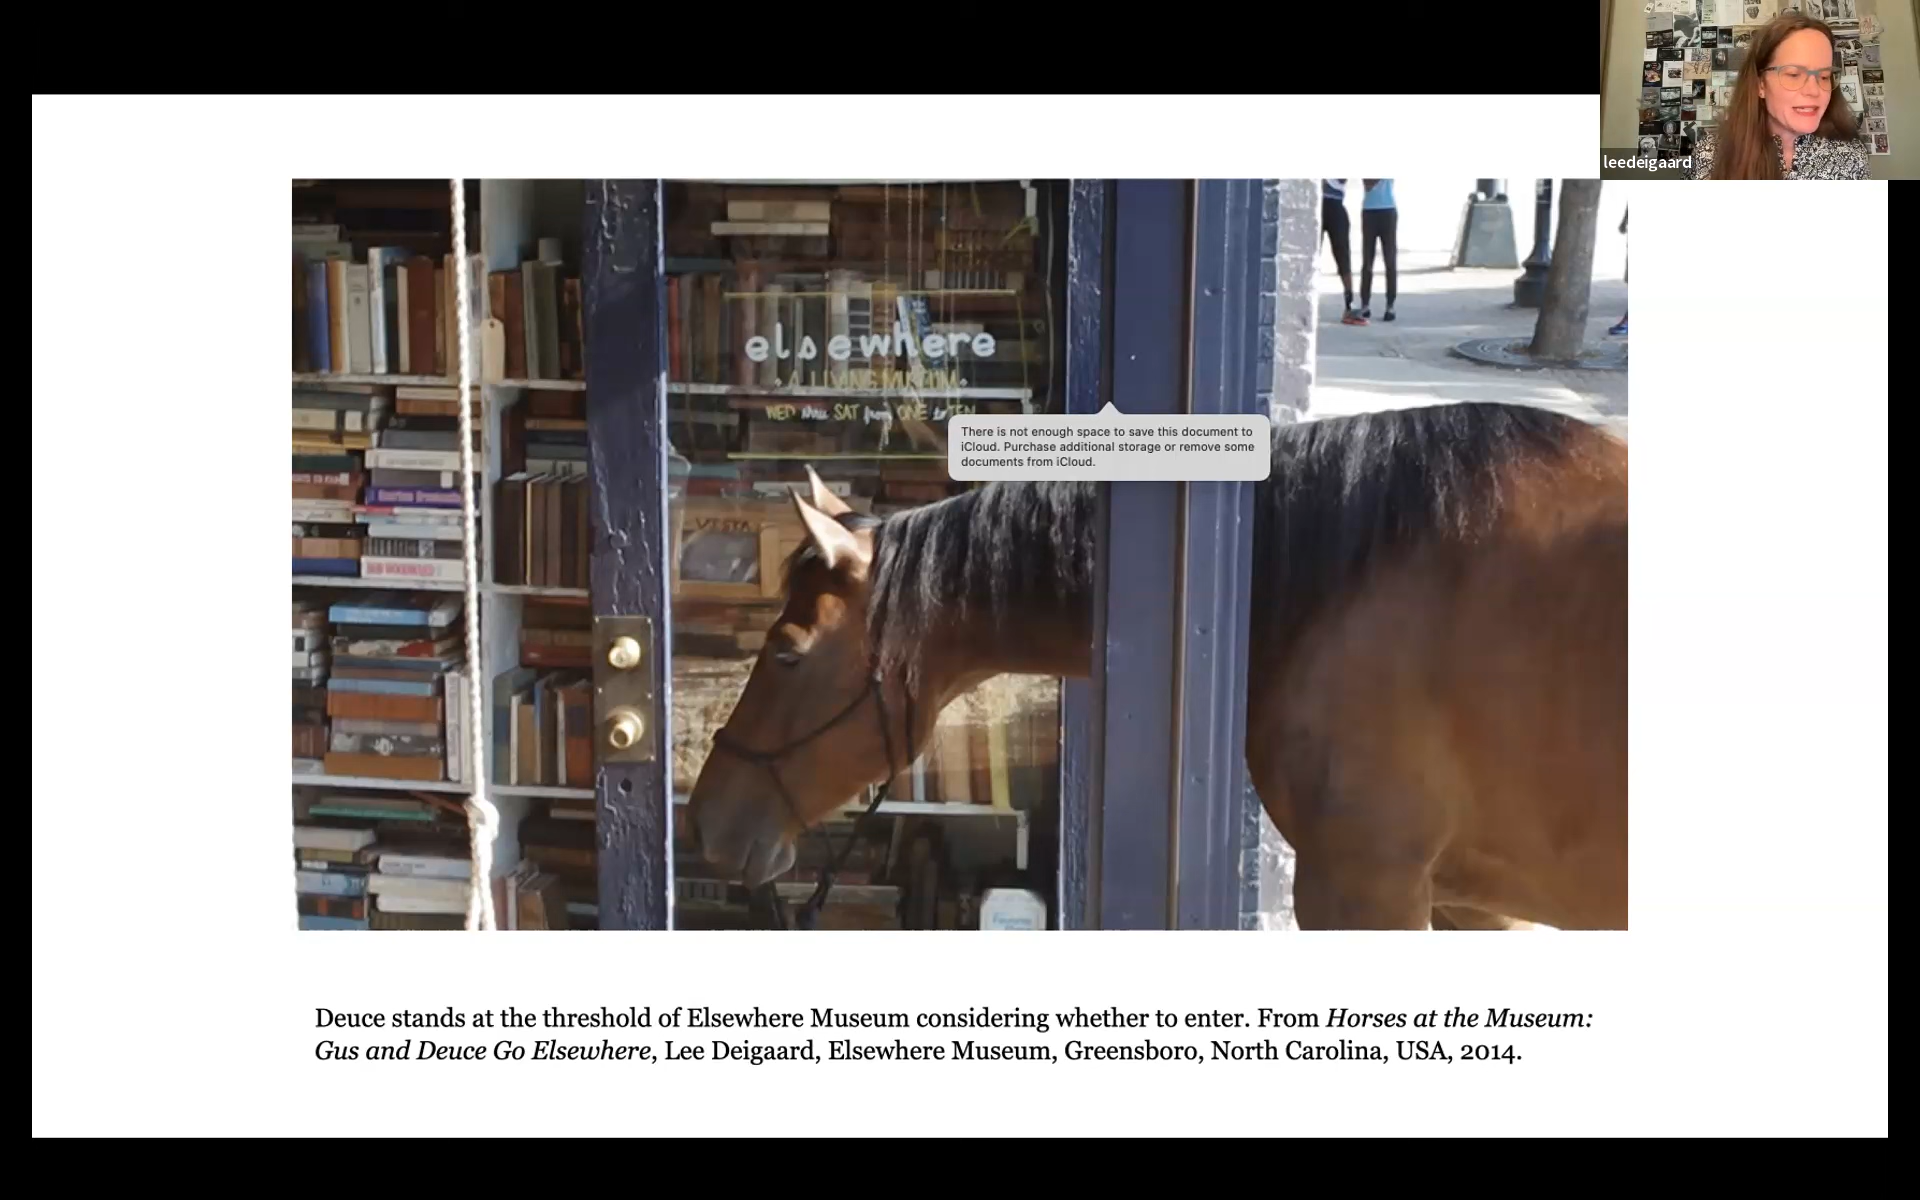 leedeigaard
elsewhere
A LIVING MUSEUM
WED thru SAT from ONE to TEN
There is not enough space to save this document to
iCloud. Purchase additional storage or remove some
documents from iCloud.
VISTA
Deuce stands at the threshold of Elsewhere Museum considering whether to enter. From Horses at the Museum:
Gus and Deuce Go Elsewhere, Lee Deigaard, Elsewhere Museum, Greensboro, North Carolina, USA, 2014.